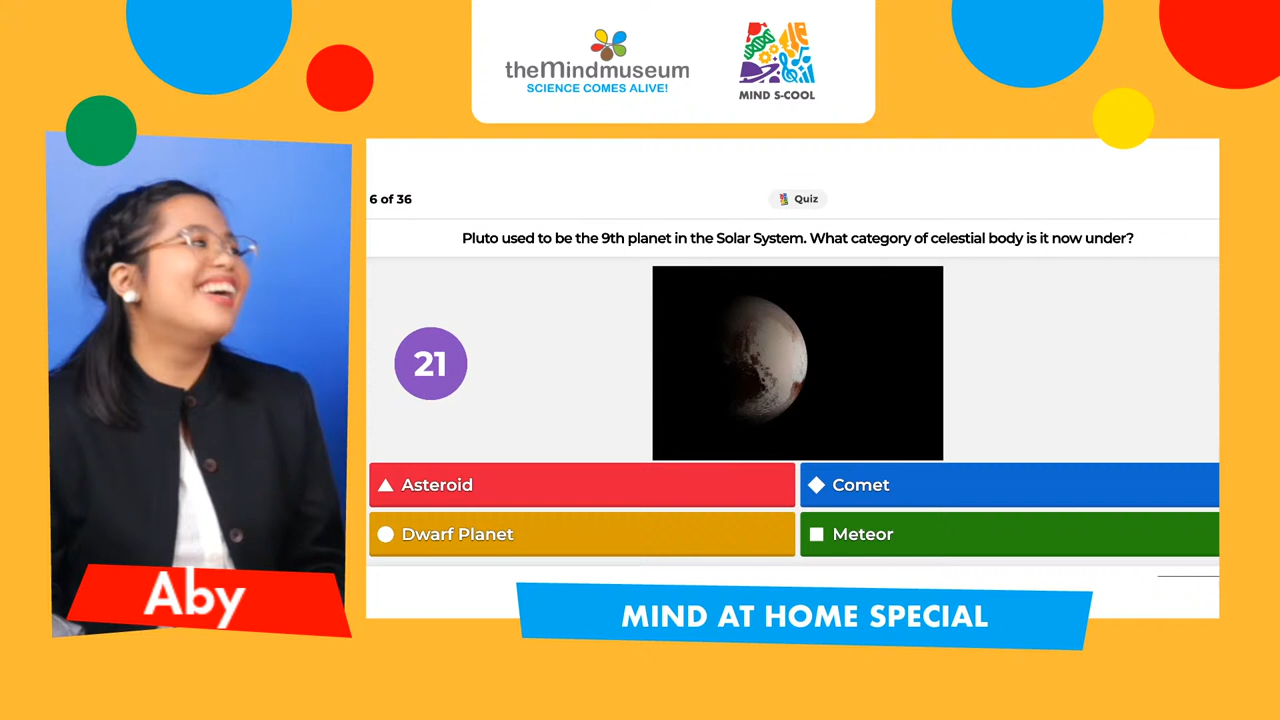 theMindmuseum
SCIENCE COMES ALIVE!
MIND S-COOL
6 of 36
Quiz
Pluto used to be the 9th planet in the Solar System. What category of celestial body is it now under?
21
Asteroid
Comet
Dwarf Planet
Meteor
Aby
MIND AT HOME SPECIAL